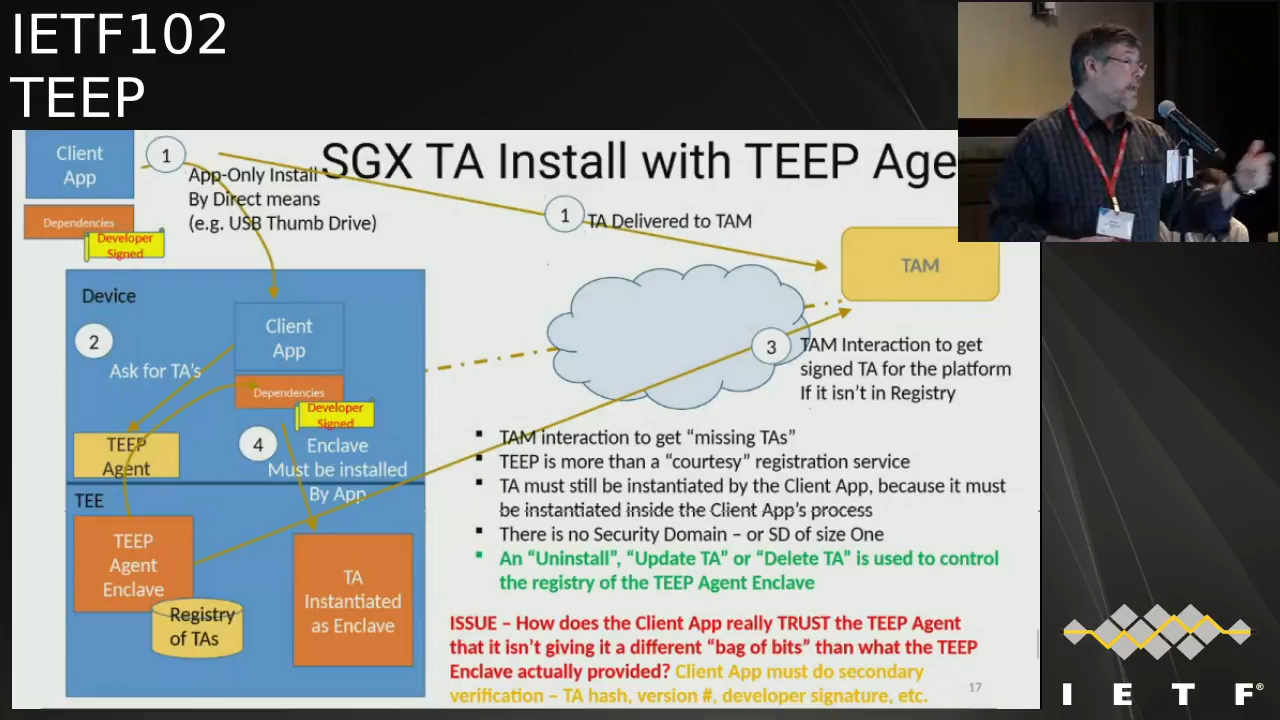 IETF102
TEEP
SGX TA Install with TEEP Age
Client
App
1
App-Only Install
By Direct means
(e.g. USB Thumb Drive)
Dependencies
Developer
Signed
1
TA Delivered to TAM
TAM
Device
2
Ask for TA's
Client
App
Dependencies
Developer
Signed
3
TAM Interaction to get
signed TA for the platform
If it isn't in Registry
TEEP
Agent
4
Enclave
Must be installed
By App
TEE
TEEP
Agent
Enclave
Registry
of TAs
TA
Instantiated
as Enclave
▪ TAM interaction to get “missing TAs”
▪ TEEP is more than a “courtesy” registration service
▪ TA must still be instantiated by the Client App, because it must
be instantiated inside the Client App's process
▪ There is no Security Domain – or SD of size One
▪ An “Uninstall”, “Update TA” or “Delete TA” is used to control
the registry of the TEEP Agent Enclave
ISSUE – How does the Client App really TRUST the TEEP Agent
that it isn't giving it a different “bag of bits” than what the TEEP
Enclave actually provided? Client App must do secondary
verification – TA hash, version #, developer signature, etc.
17
I E T F®